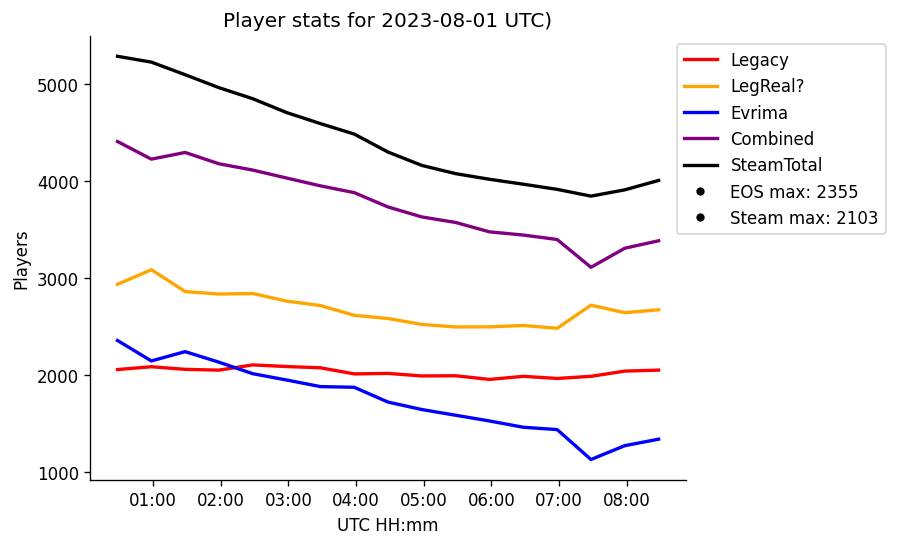 Player stats for 2023-08-01 UTC)
Legacy
LegReal?
Evrima
Combined
SteamTotal
EOS max: 2355
Steam max: 2103
Players
5000
4000
3000
2000
1000
01:00 02:00 03:00 04:00 05:00 06:00 07:00 08:00
UTC HH:mm